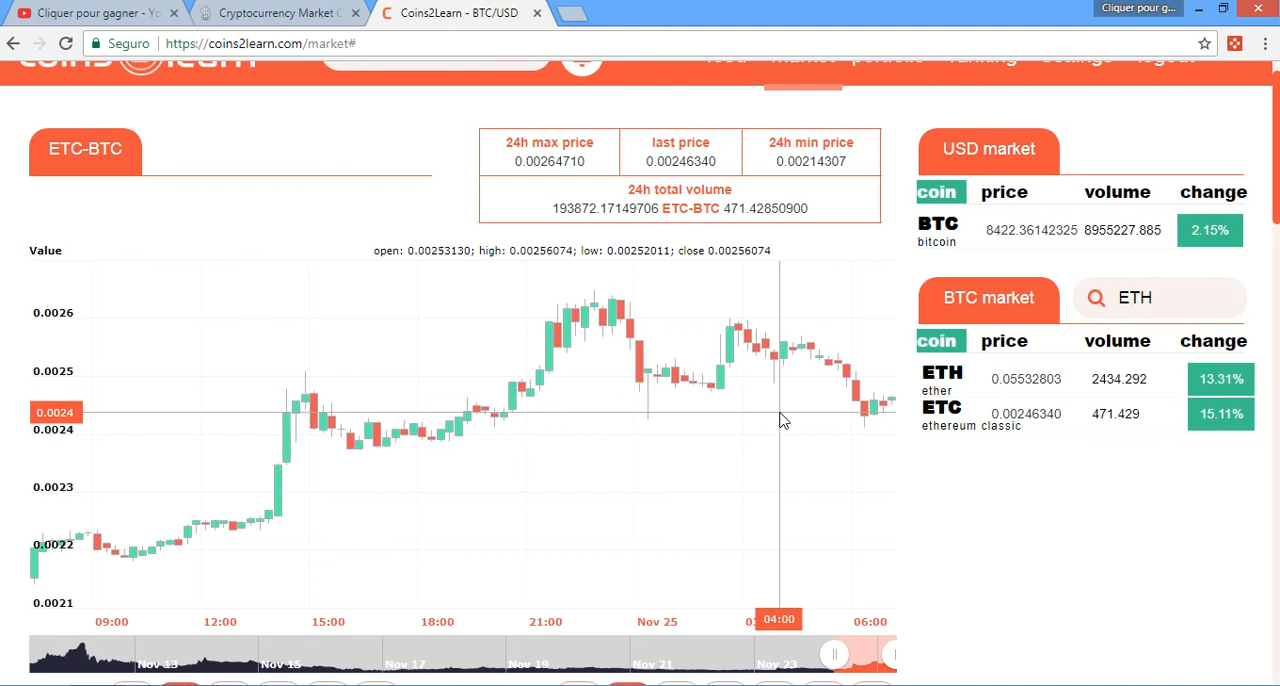 Cliquer pour gagner - Yo
Cryptocurrency Market C
Coins2Learn - BTC/USD
Cliquer pour g...
Seguro
https://coins2learn.com/market#
ETC-BTC
24h max price
0.00264710
last price
0.00246340
24h min price
0.00214307
24h total volume
193872.17149706 ETC-BTC 471.42850900
USD market
coin price volume change
BTC 8422.36142325 8955227.885 2.15%
bitcoin
Value
open: 0.00253130; high: 0.00256074; low: 0.00252011; close 0.00256074
BTC market
ETH
coin price volume change
ETH 0.05532803 2434.292 13.31%
ether
ETC 0.00246340 471.429 15.11%
ethereum classic
0.0026
0.0025
0.0024
0.0024
0.0023
0.0022
0.0021
09:00 12:00 15:00 18:00 21:00 Nov 25 04:00 06:00
Nov 13 Nov 15 Nov 17 Nov 19 Nov 21 Nov 23